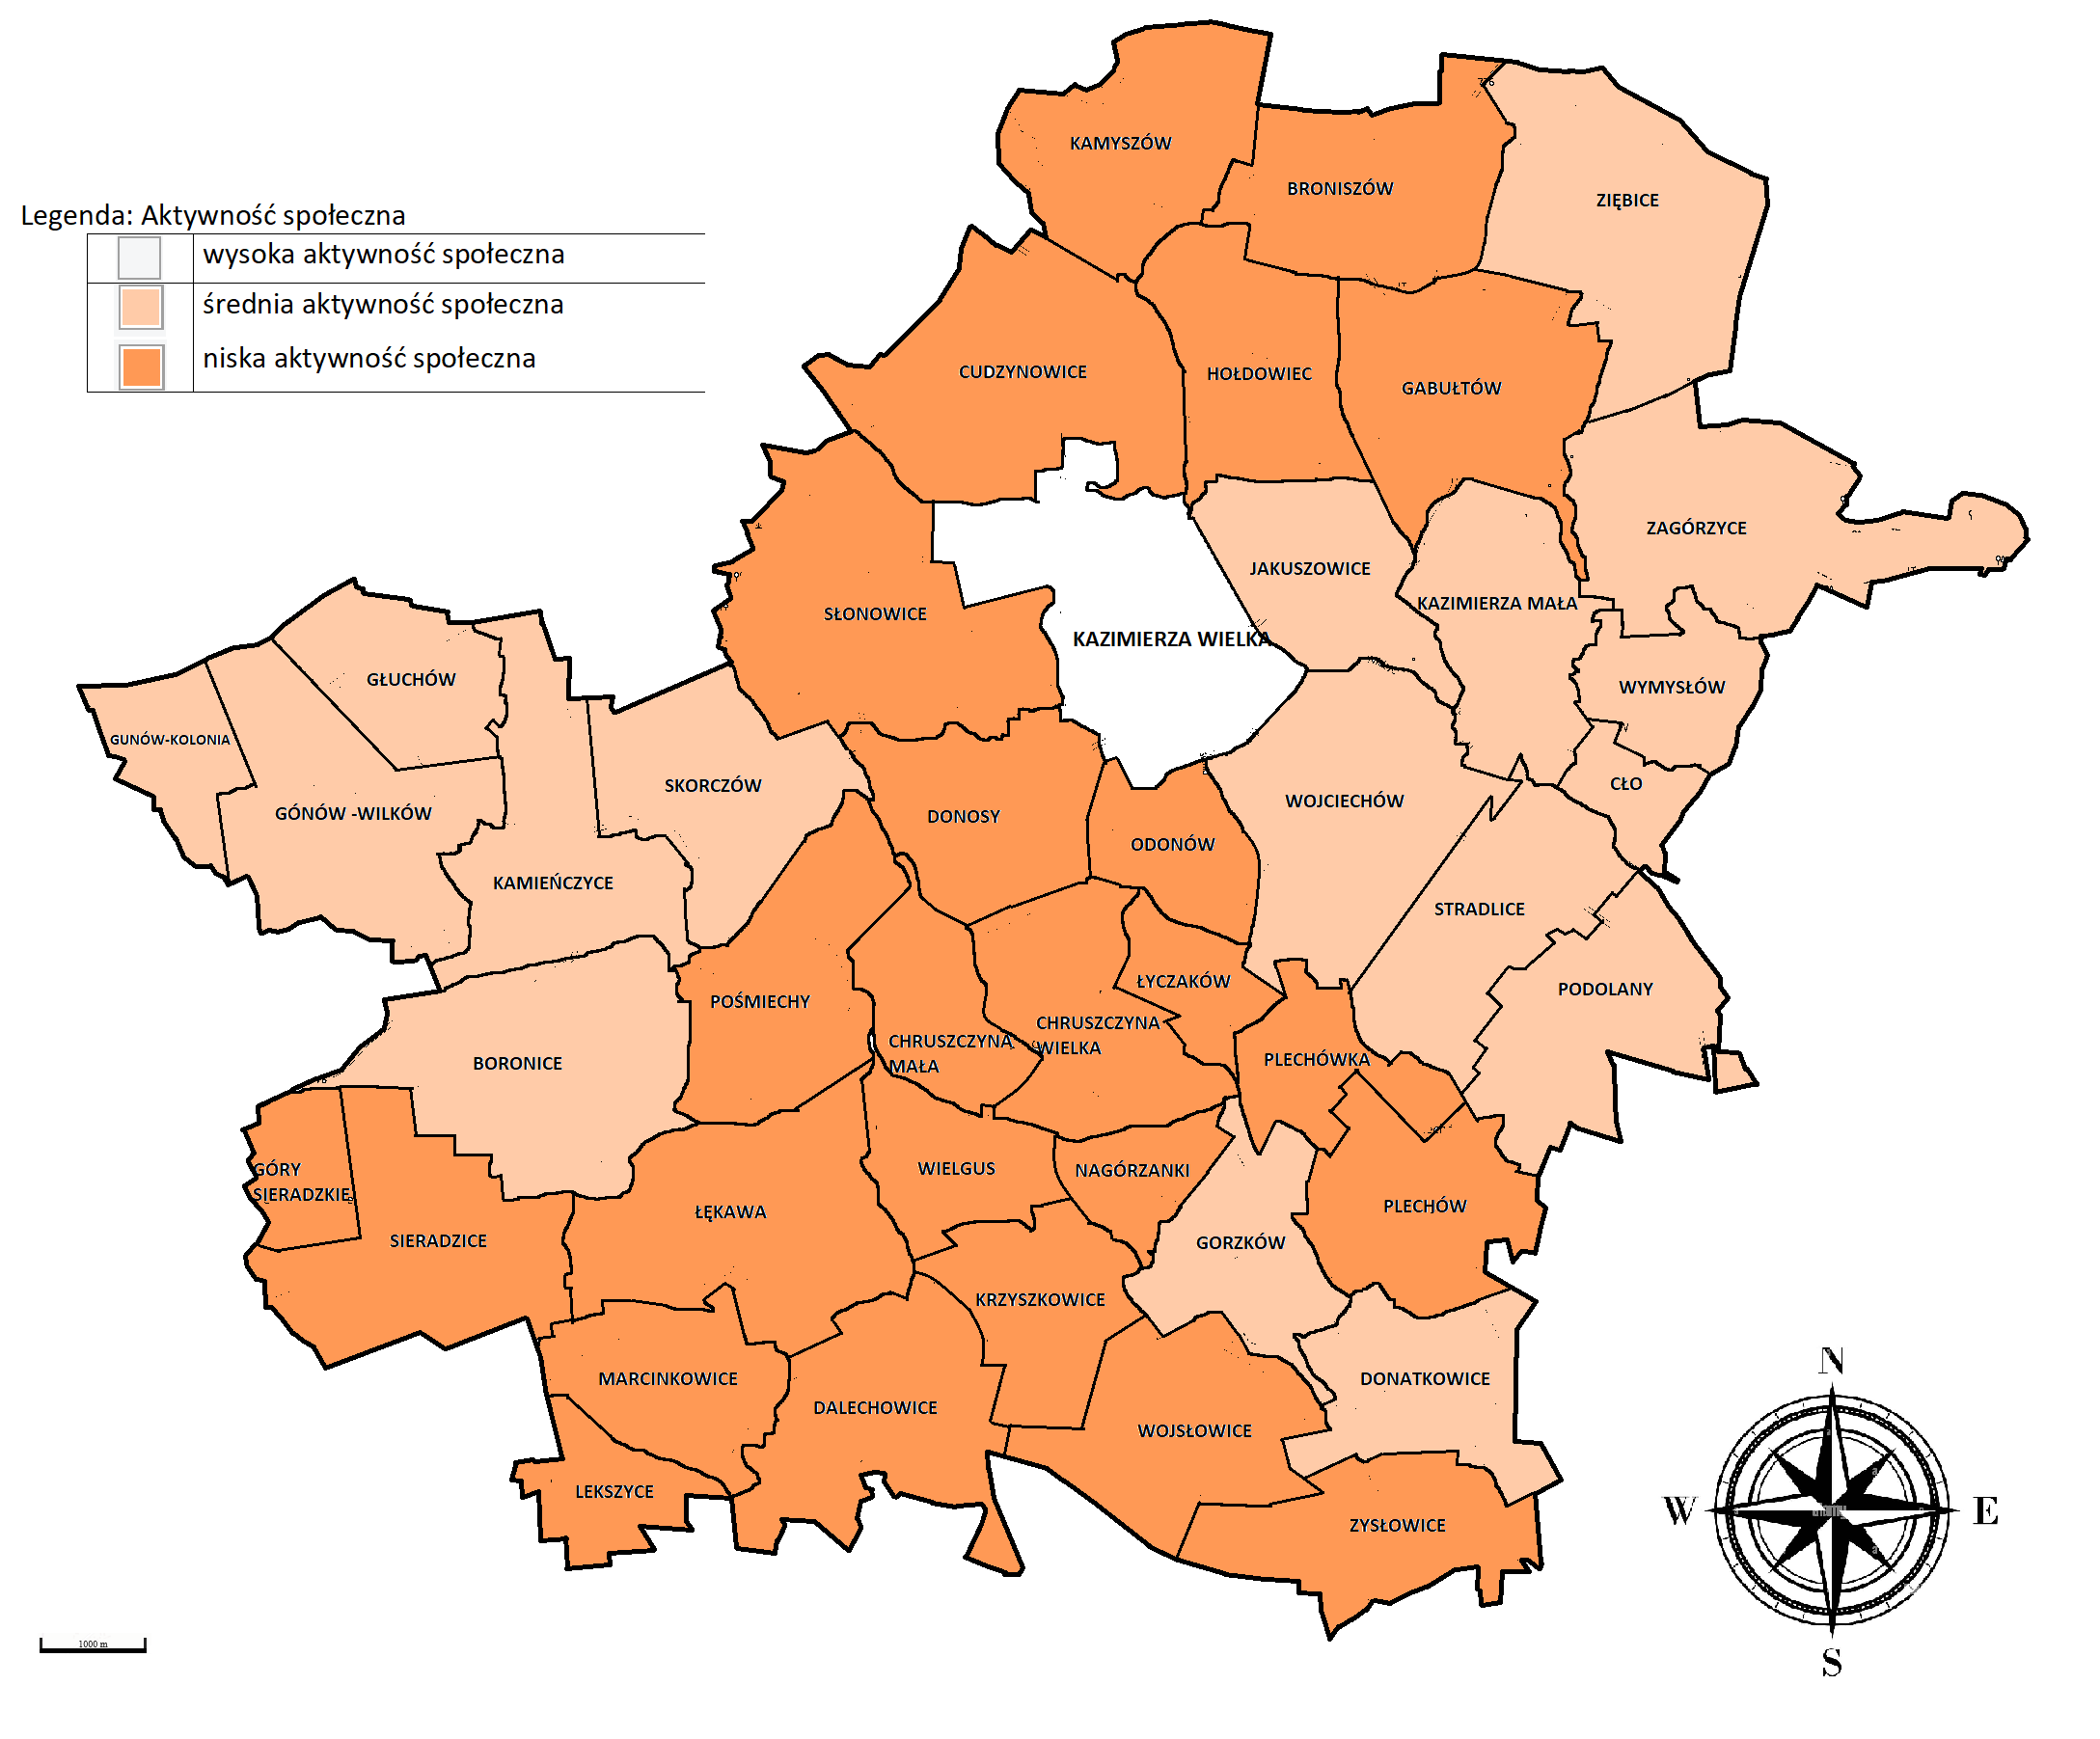 Legenda: Aktywność społeczna
wysoka aktywność społeczna
średnia aktywność społeczna
niska aktywność społeczna
KAMYSZÓW
BRONISZÓW
ZIĘBICE
CUDZYNOWICE
HOŁDOWIEC
GABUŁTÓW
ZAGÓRZYCE
JAKUSZOWICE
KAZIMIERZA MAŁA
SŁONOWICE
KAZIMIERZA WIELKA
GŁUCHÓW
WYMYSŁÓW
GUNÓW-KOLONIA
SKORCZÓW
CŁO
GÓNÓW -WILKÓW
DONOSY
WOJCIECHÓW
ODONÓW
KAMIEŃCZYCE
STRADLICE
ŁYCZAKÓW
PODOLANY
POŚMIECHY
CHRUSZCZYNA
WIELKA
CHRUSZCZYNA
MAŁA
PLECHÓWKA
BORONICE
GÓRY
SIERADZKIE
WIELGUS
NAGÓRZANKI
PLECHÓW
ŁĘKAWA
SIERADZICE
GORZKÓW
KRZYSZKOWICE
MARCINKOWICE
DONATKOWICE
DALECHOWICE
WOJSŁOWICE
LEKSZYCE
ZYSŁOWICE
N
W
E
S
1000 m